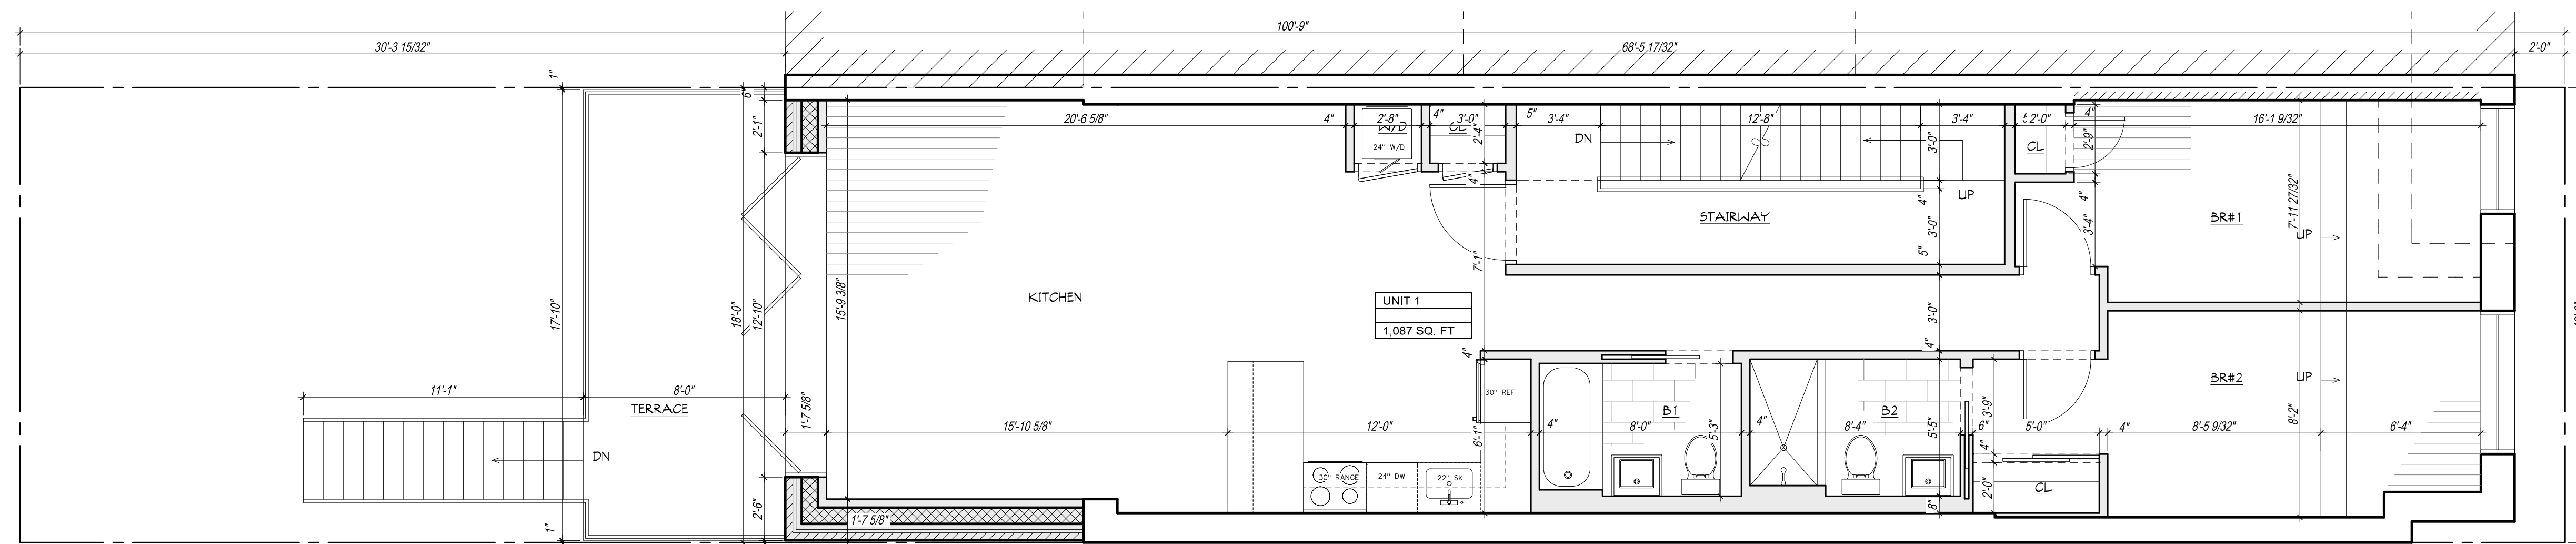 100'-9"
30'-3 15/32"
68'-5 17/32"
2'-0"
1"
6"
2'-1"
20'-6 5/8"
4"
2'-8"
4"
3'-0"
5"
3'-4"
12'-8"
3'-4"
2'-0"
4"
16'-1 9/32"
W/D
24" W/D
CL
2'-4"
4"
DN
3'-0"
CL
2'-9"
4"
UP
4"
STAIRWAY
3'-0"
5"
3'-4"
BR#1
7'-11 27/32"
UP
7'-1"
KITCHEN
UNIT 1
1,087 SQ. FT
17'-10"
18'-0"
12'-10"
15'-9 3/8"
3'-0"
4"
4"
11'-1"
8'-0"
TERRACE
1'-7 5/8"
15'-10 5/8"
12'-0"
30" REF
6'-1"
4"
8'-0"
B1
5'-3"
4"
8'-4"
B2
5'-5"
6"
3'-9"
5'-0"
4"
BR#2
8'-5 9/32"
8'-2"
UP
6'-4"
DN
30" RANGE
24" DW
22" SK
4"
2'-0"
CL
8"
2'-6"
1'-7 5/8"
1"